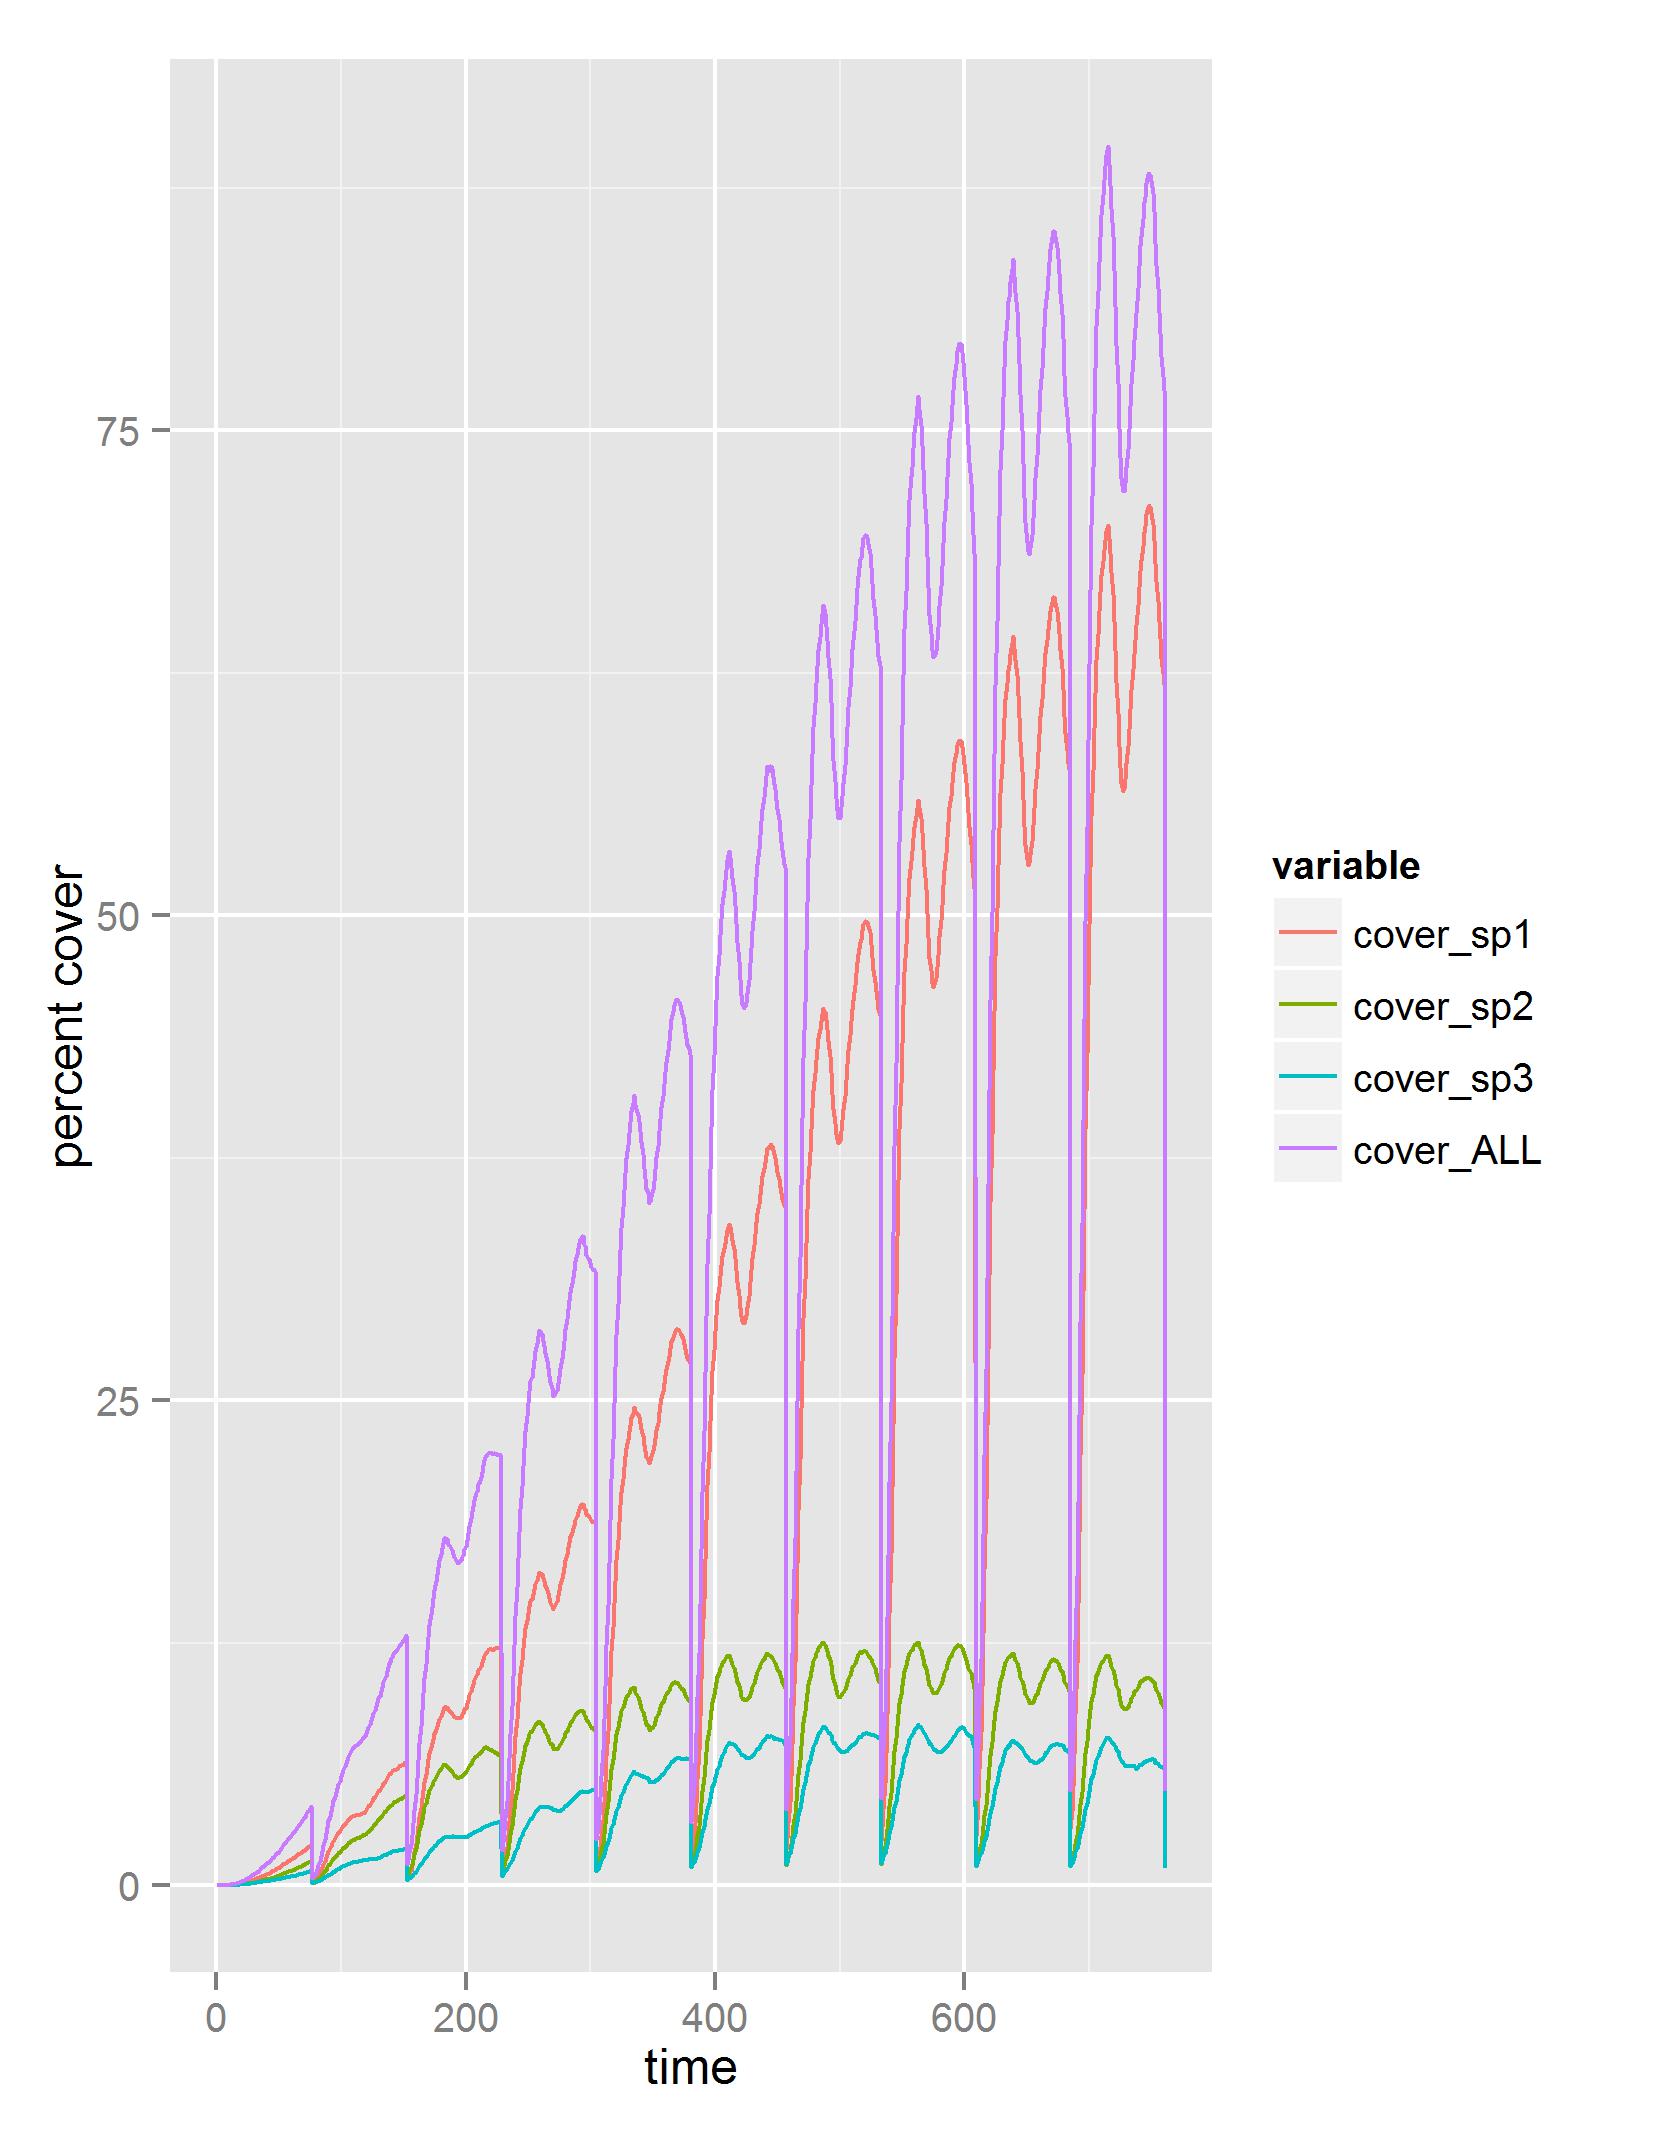 75
50
25
0
0 200 400 600
time
percent cover
variable
cover_sp1
cover_sp2
cover_sp3
cover_ALL